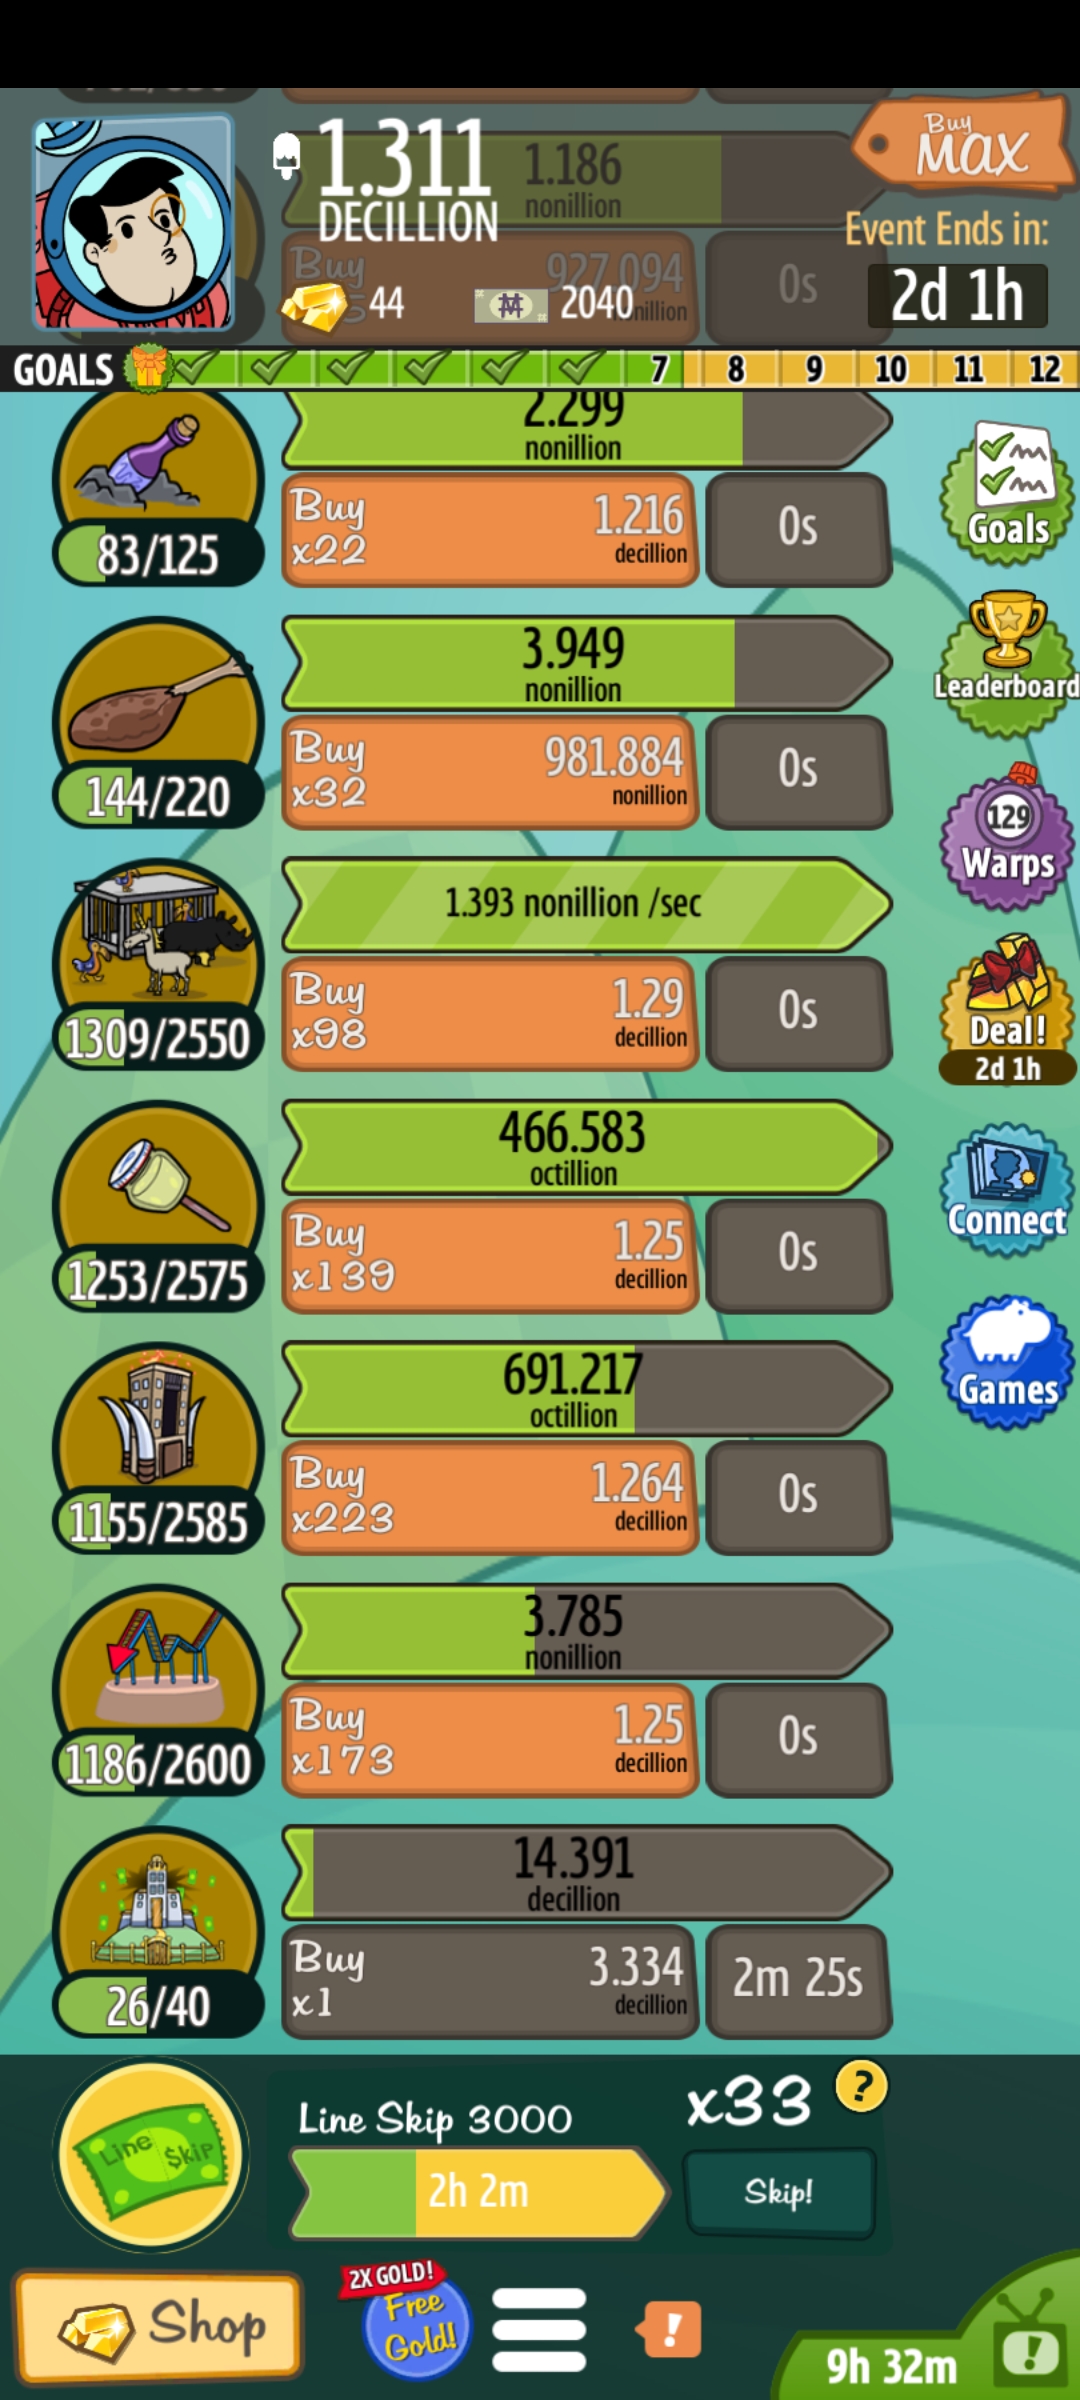 1.311
DECILLION
1.186
nonillion
Buy
MAX
Event Ends in:
2d 1h
Buy
927.094
nillion
0s
44
2040
GOALS
7 8 9 10 11 12
2.299
nonillion
83/125
Buy
x22
1.216
decillion
0s
Goals
3.949
nonillion
144/220
Buy
x32
981.884
nonillion
0s
Leaderboard
1.393 nonillion /sec
1309/2550
Buy
x98
1.29
decillion
0s
129
Warps
Deal!
2d 1h
466.583
octillion
1253/2575
Buy
x139
1.25
decillion
0s
Connect
691.217
octillion
1155/2585
Buy
x223
1.264
decillion
0s
Games
3.785
nonillion
1186/2600
Buy
x173
1.25
decillion
0s
14.391
decillion
26/40
Buy
x1
3.334
decillion
2m 25s
Line Skip
Line Skip 3000
2h 2m
x33
?
Skip!
Shop
2X GOLD!
Free
Gold!
!
9h 32m
!